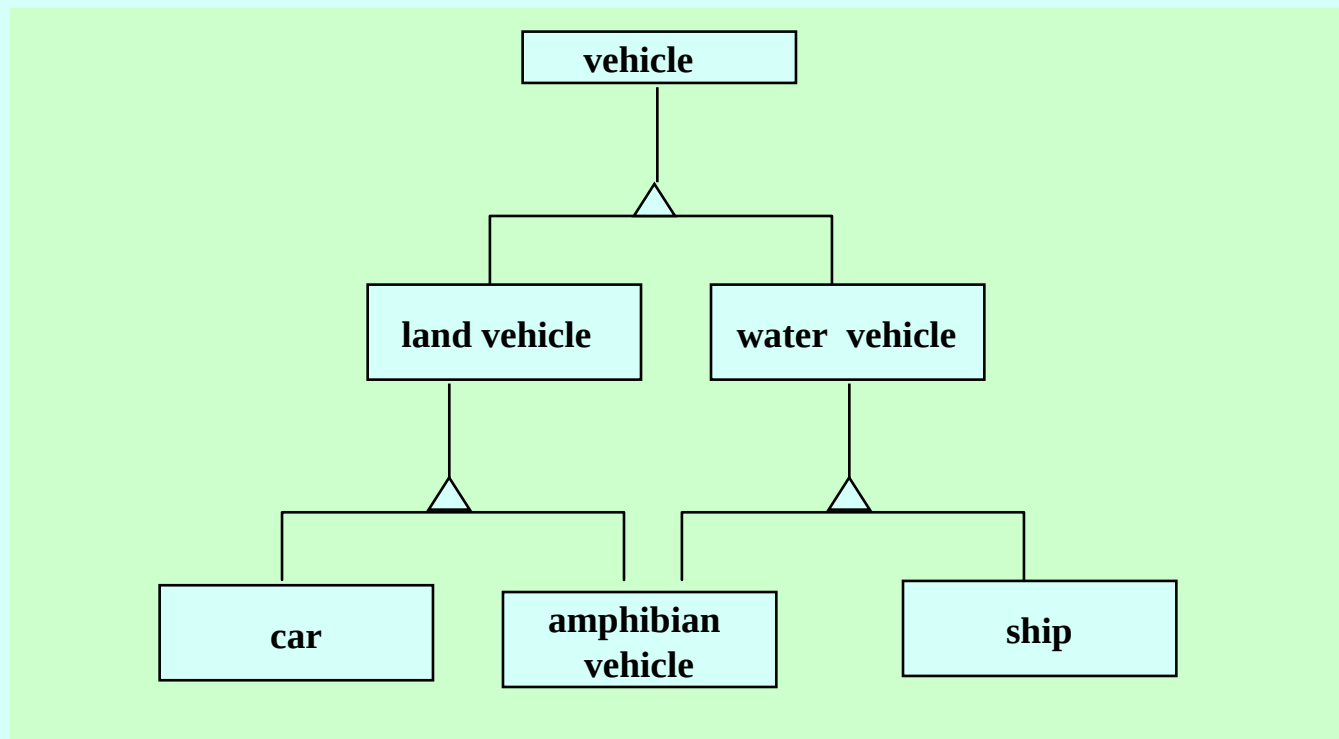 vehicle
land vehicle
water vehicle
car
amphibian
vehicle
ship